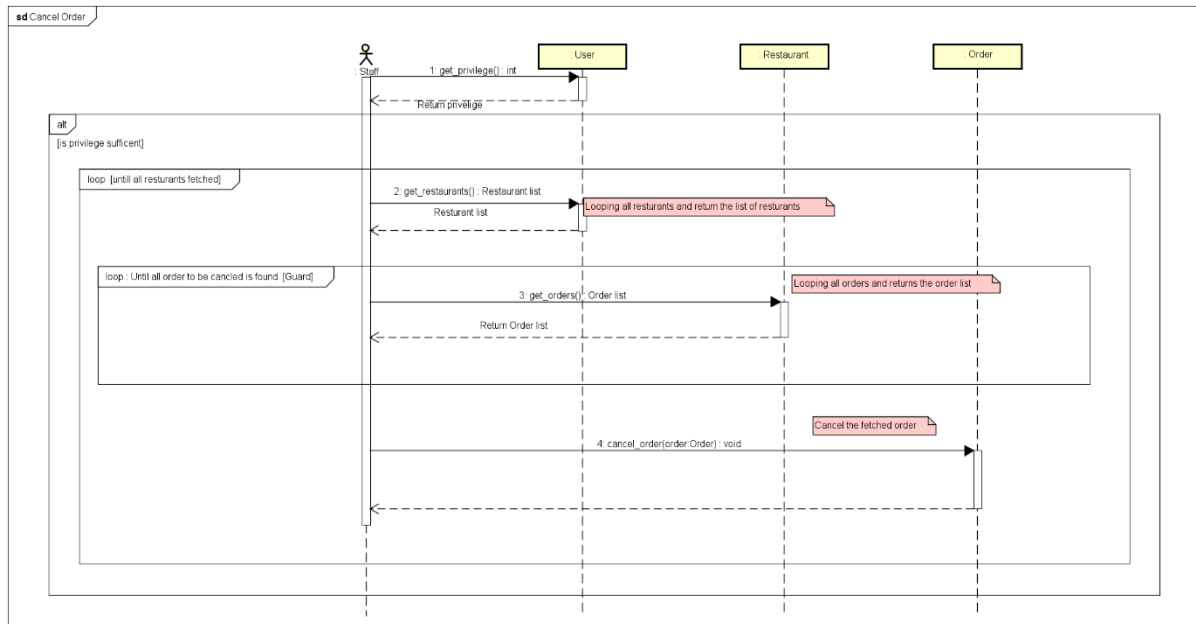 sd Cancel Order
: User
: Restaurant
: Order
: Staff
1: get_privilege() : int
Return privelige
alt
[is privilege sufficent]
loop [untill all resturants fetched]
2: get_restaurants() : Restaurant list
Looping all resturants and return the list of resturants
Resturant list
loop : Until all order to be cancled is found [Guard]
Looping all orders and returns the order list
3: get_orders() : Order list
Return Order list
Cancel the fetched order
4: cancel_order(order:Order) : void